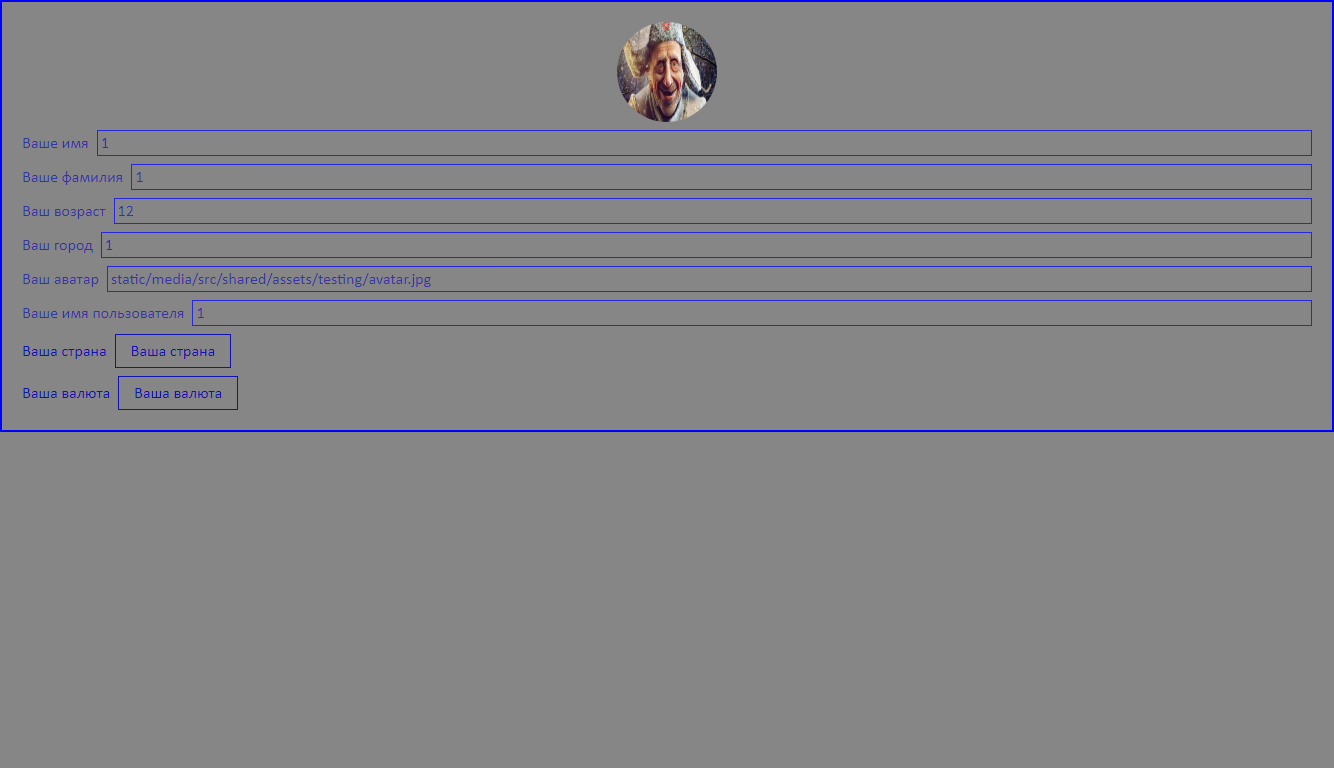 Ваше имя 1
Ваше фамилия 1
Ваш возраст 12
Ваш город 1
Ваш аватар static/media/src/shared/assets/testing/avatar.jpg
Ваше имя пользователя 1
Ваша страна Ваша страна
Ваша валюта Ваша валюта